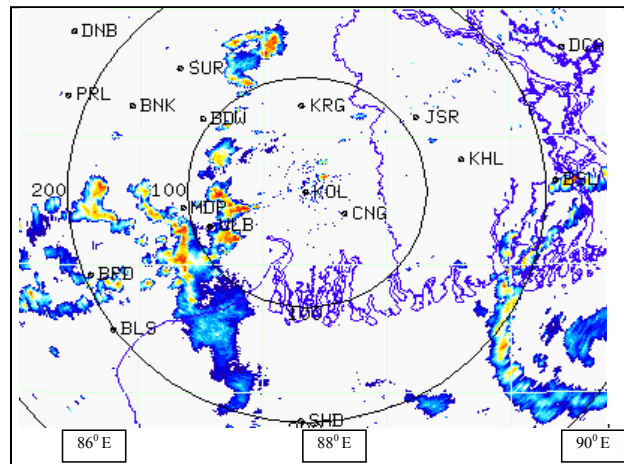 DNB
DCA
SUR
PRL
BNK
KRG
BDW
JSR
KHL
BSL
200
100
KOL
MDP
CNG
BPD
100
BLS
SHB
86⁰ E
88⁰ E
90⁰ E